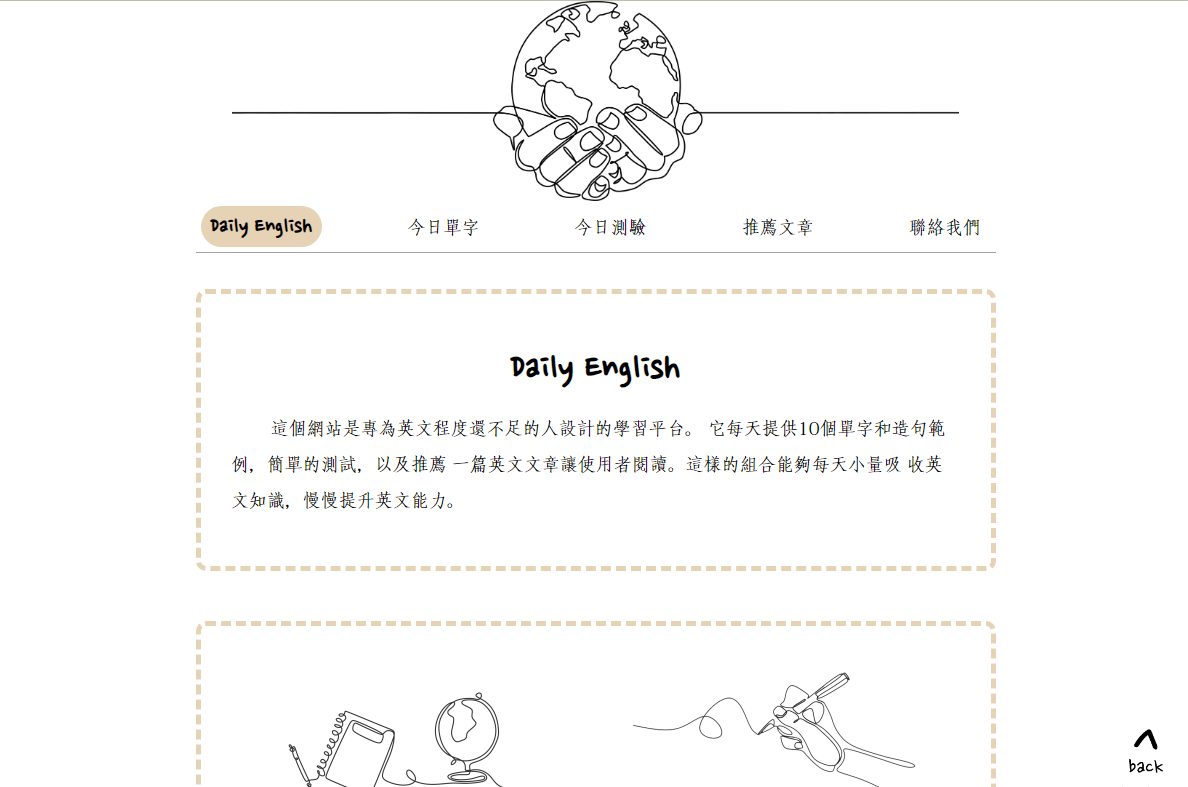 Daily English
今日單字
今日測驗
推薦文章
聯絡我們
Daily English
這個網站是專為英文程度還不足的人設計的學習平台。 它每天提供10個單字和造句範
例，簡單的測試，以及推薦 一篇英文文章讓使用者閱讀。這樣的組合能夠每天小量吸 收英
文知識，慢慢提升英文能力。
back